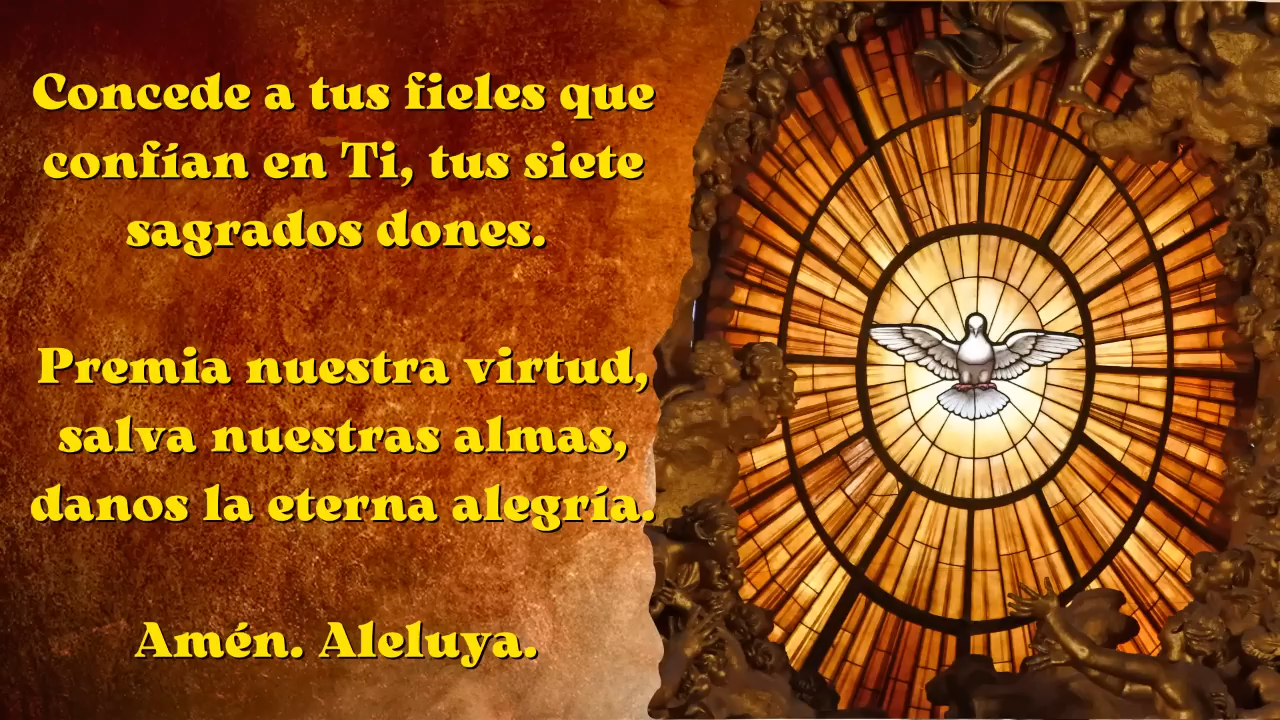 Concede a tus fieles que
confían en Ti, tus siete
sagrados dones.
Premia nuestra virtud,
salva nuestras almas,
danos la eterna alegría.
Amén. Aleluya.